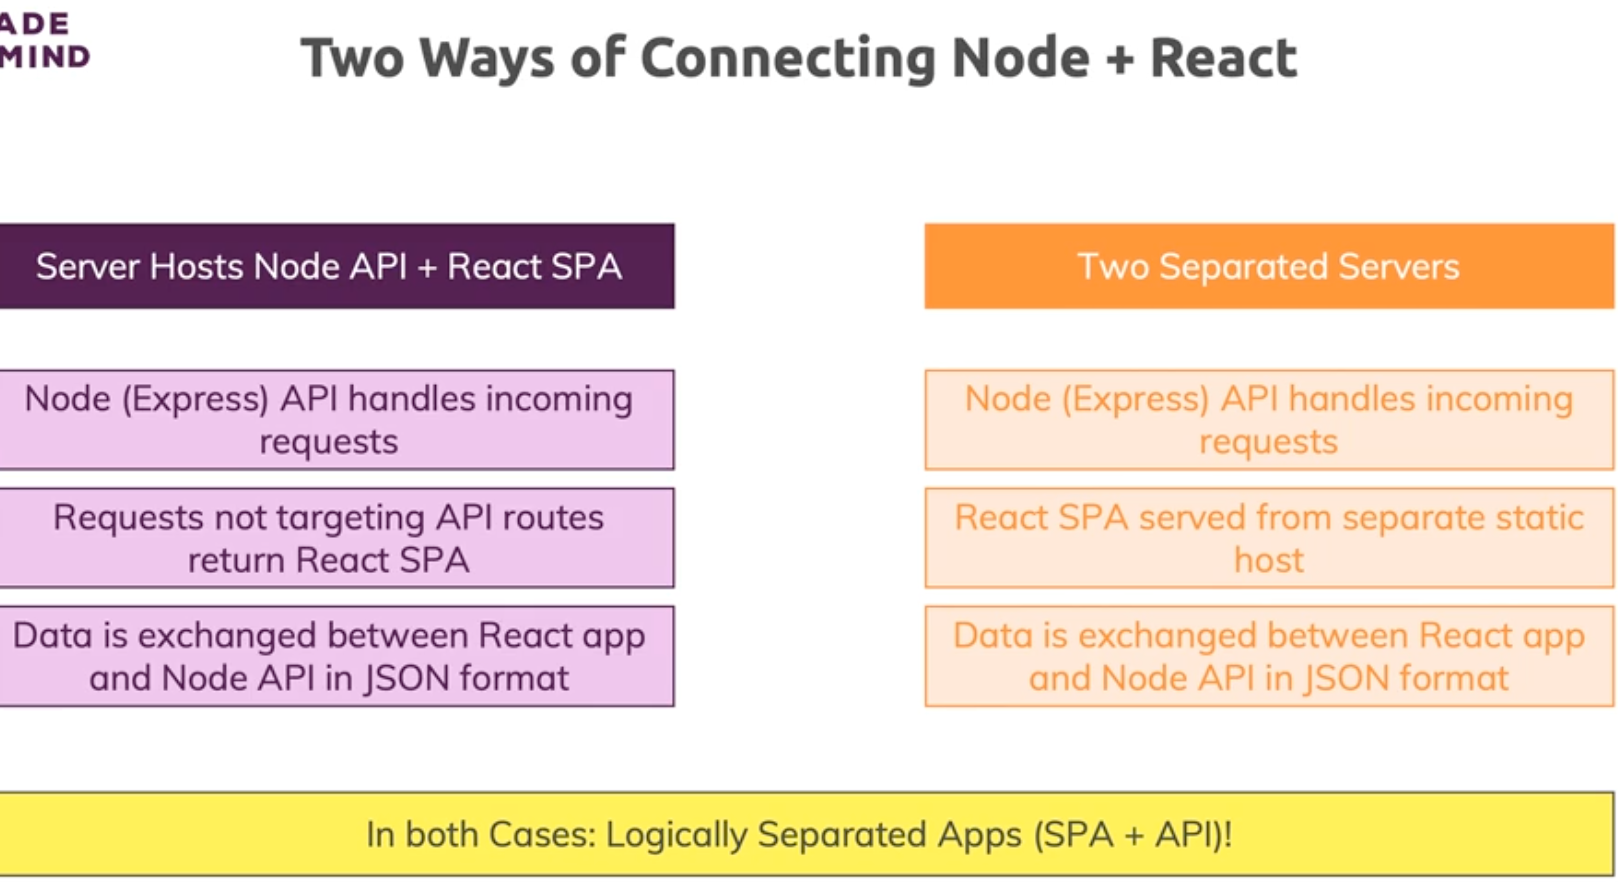 ADE
MIND
Two Ways of Connecting Node + React
Server Hosts Node API + React SPA
Node (Express) API handles incoming
requests
Requests not targeting API routes
return React SPA
Data is exchanged between React app
and Node API in JSON format
Two Separated Servers
Node (Express) API handles incoming
requests
React SPA served from separate static
host
Data is exchanged between React app
and Node API in JSON format
In both Cases: Logically Separated Apps (SPA + API)!